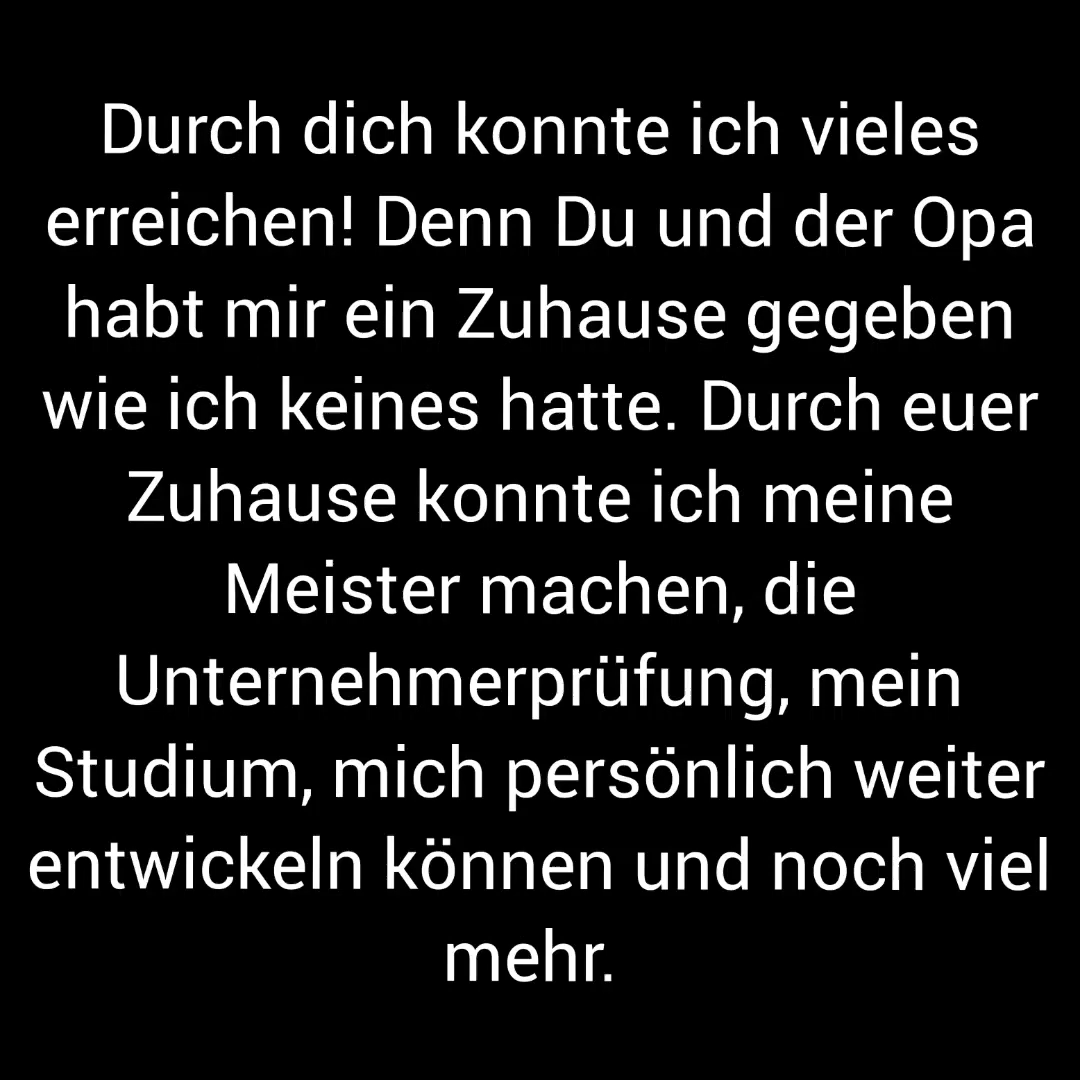 Durch dich konnte ich vieles
erreichen! Denn Du und der Opa
habt mir ein Zuhause gegeben
wie ich keines hatte. Durch euer
Zuhause konnte ich meine
Meister machen, die
Unternehmerprüfung, mein
Studium, mich persönlich weiter
entwickeln können und noch viel
mehr.